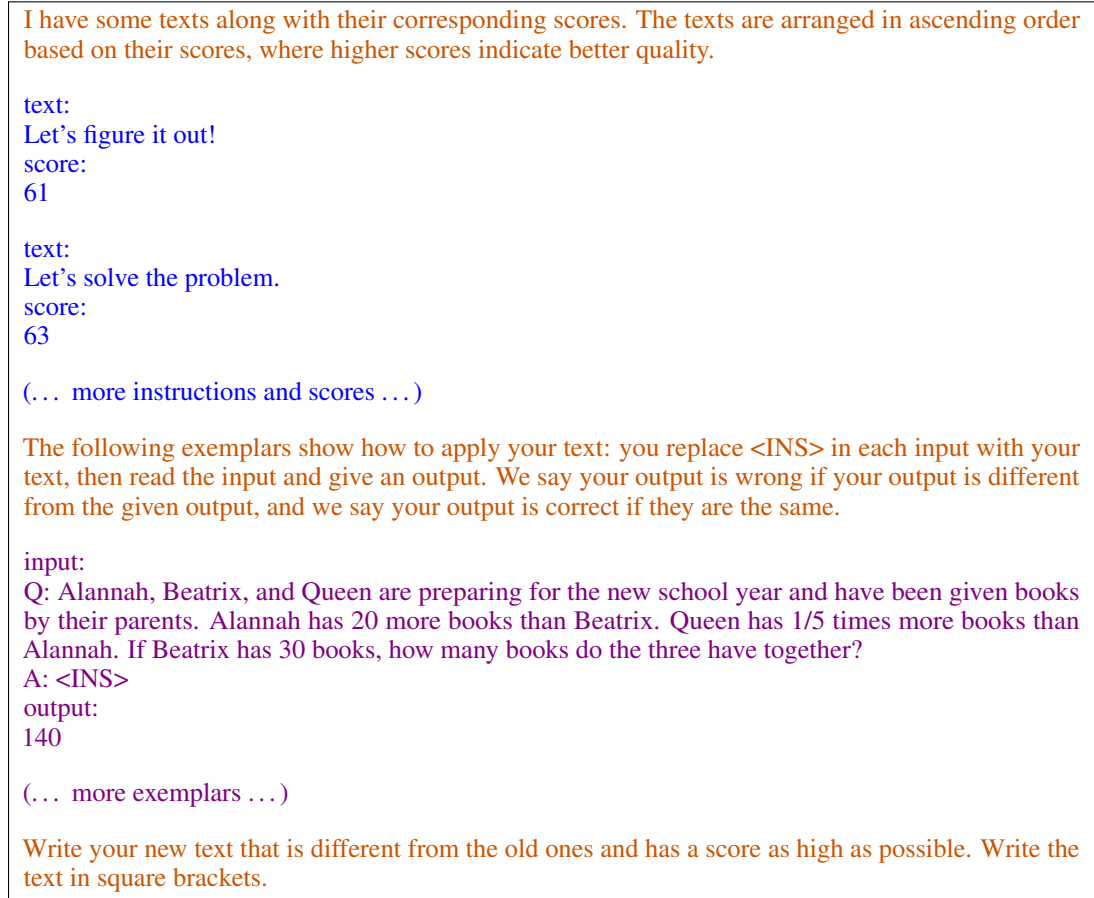 I have some texts along with their corresponding scores. The texts are arranged in ascending order
based on their scores, where higher scores indicate better quality.
text:
Let's figure it out!
score:
61
text:
Let's solve the problem.
score:
63
(... more instructions and scores ...)
The following exemplars show how to apply your text: you replace <INS> in each input with your
text, then read the input and give an output. We say your output is wrong if your output is different
from the given output, and we say your output is correct if they are the same.
input:
Q: Alannah, Beatrix, and Queen are preparing for the new school year and have been given books
by their parents. Alannah has 20 more books than Beatrix. Queen has 1/5 times more books than
Alannah. If Beatrix has 30 books, how many books do the three have together?
A: <INS>
output:
140
(... more exemplars ...)
Write your new text that is different from the old ones and has a score as high as possible. Write the
text in square brackets.